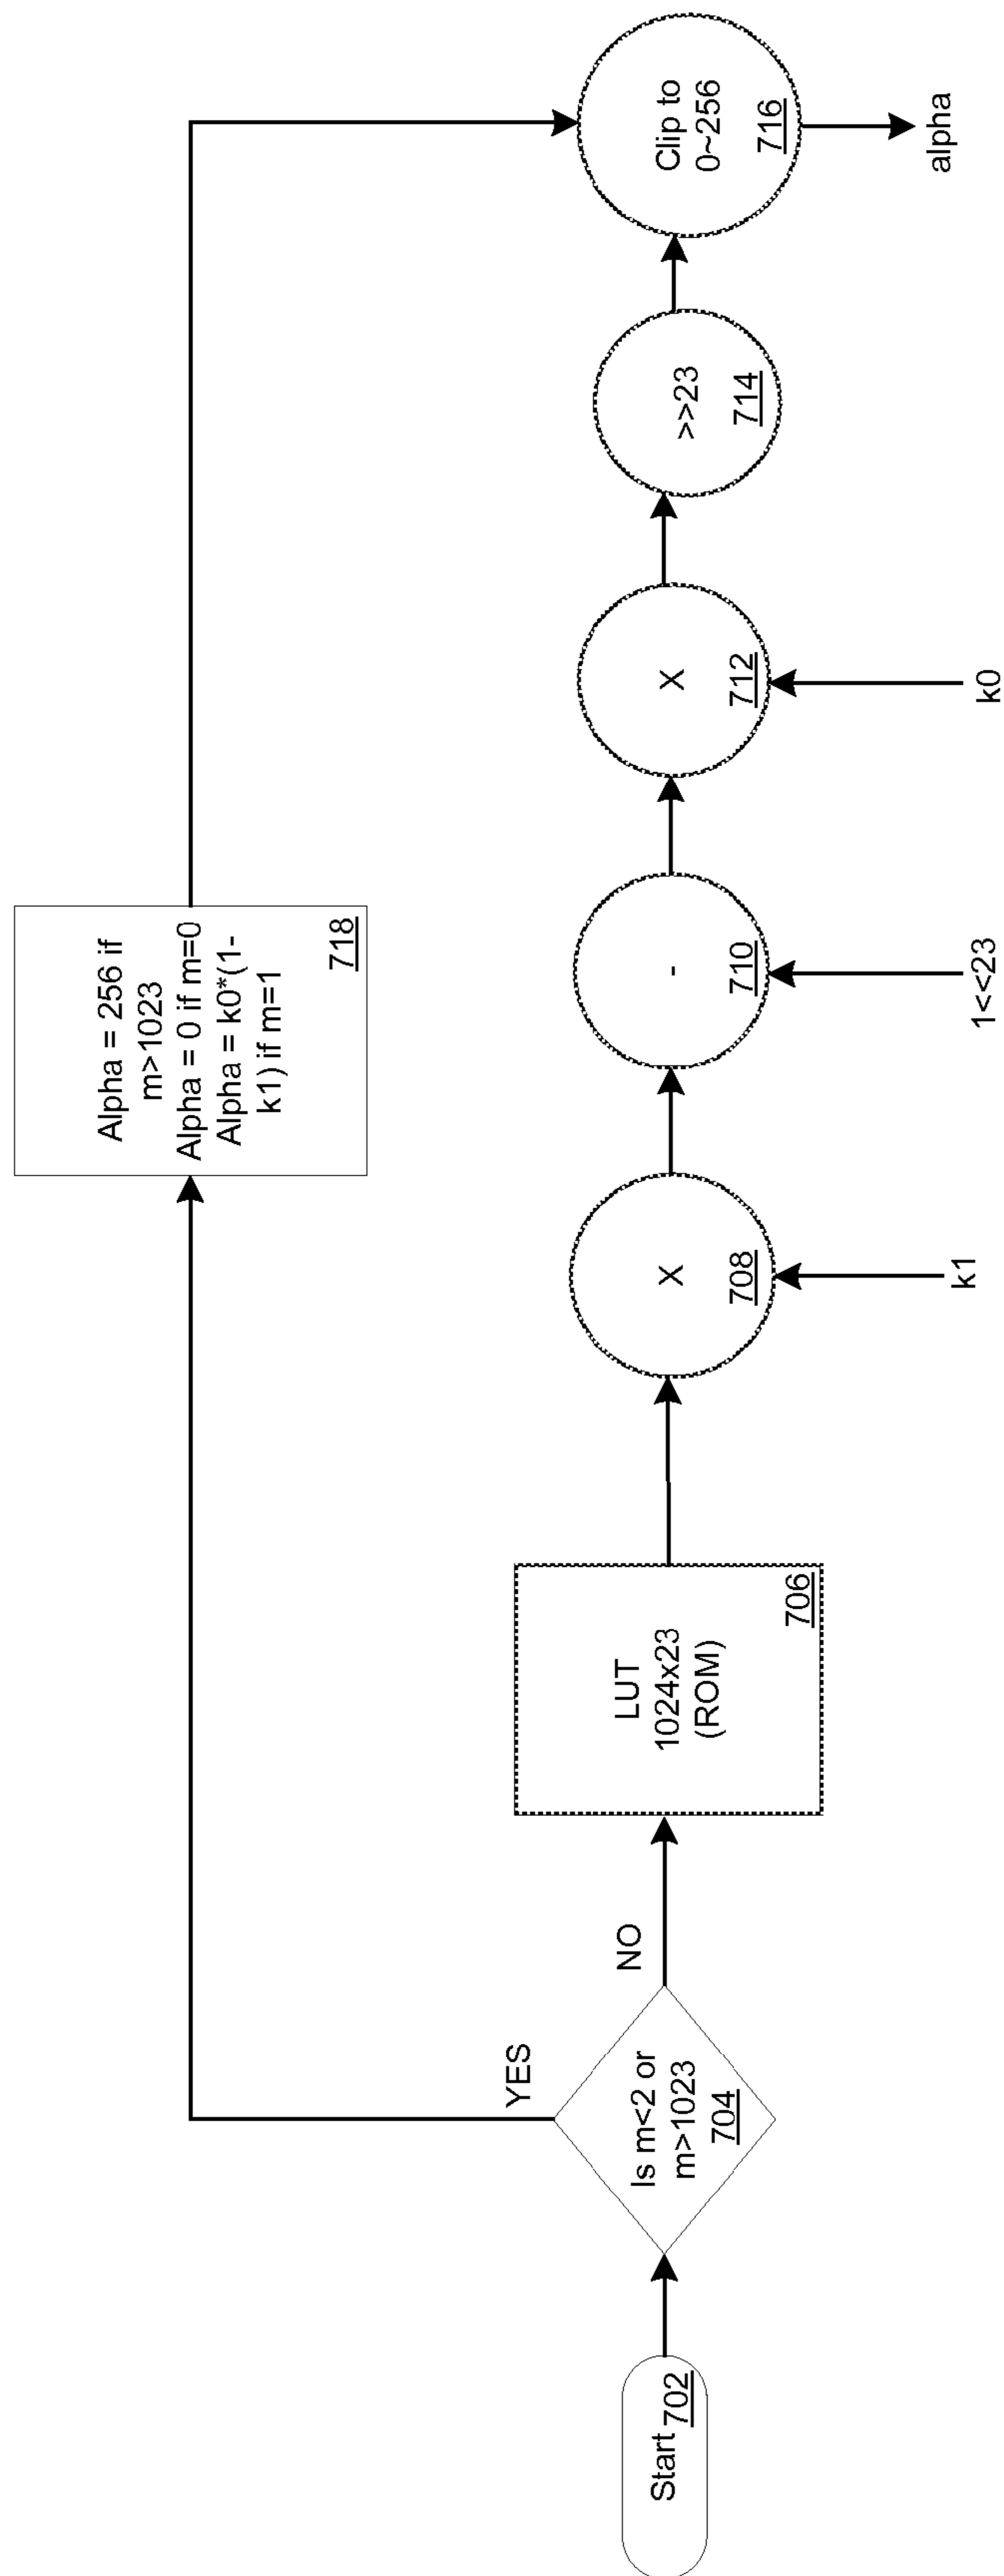 Start
702
Is m<2 or
m>1023
704
YES
NO
Alpha = 256 if
m>1023
Alpha = 0 if m=0
Alpha = k0*(1-
k1) if m=1
718
LUT
1024x23
(ROM)
706
X
708
k1
-
710
1<<23
X
712
k0
>>23
714
Clip to
0~256
716
alpha